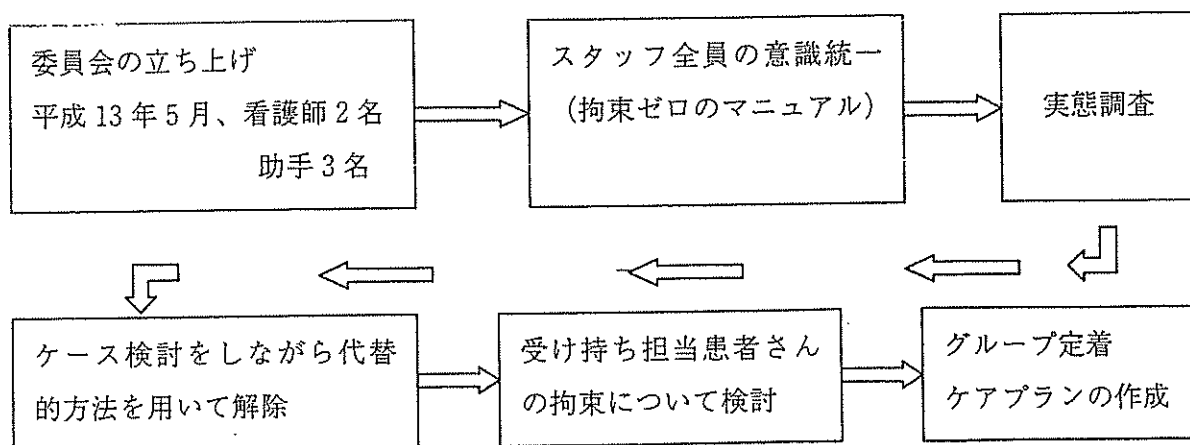 委員会の立ち上げ
平成13年5月、看護師2名
助手3名
スタッフ全員の意識統一
(拘束ゼロのマニュアル)
実態調査
ケース検討をしながら代替
的方法を用いて解除
受け持ち担当患者さん
の拘束について検討
グループ定着
ケアプランの作成